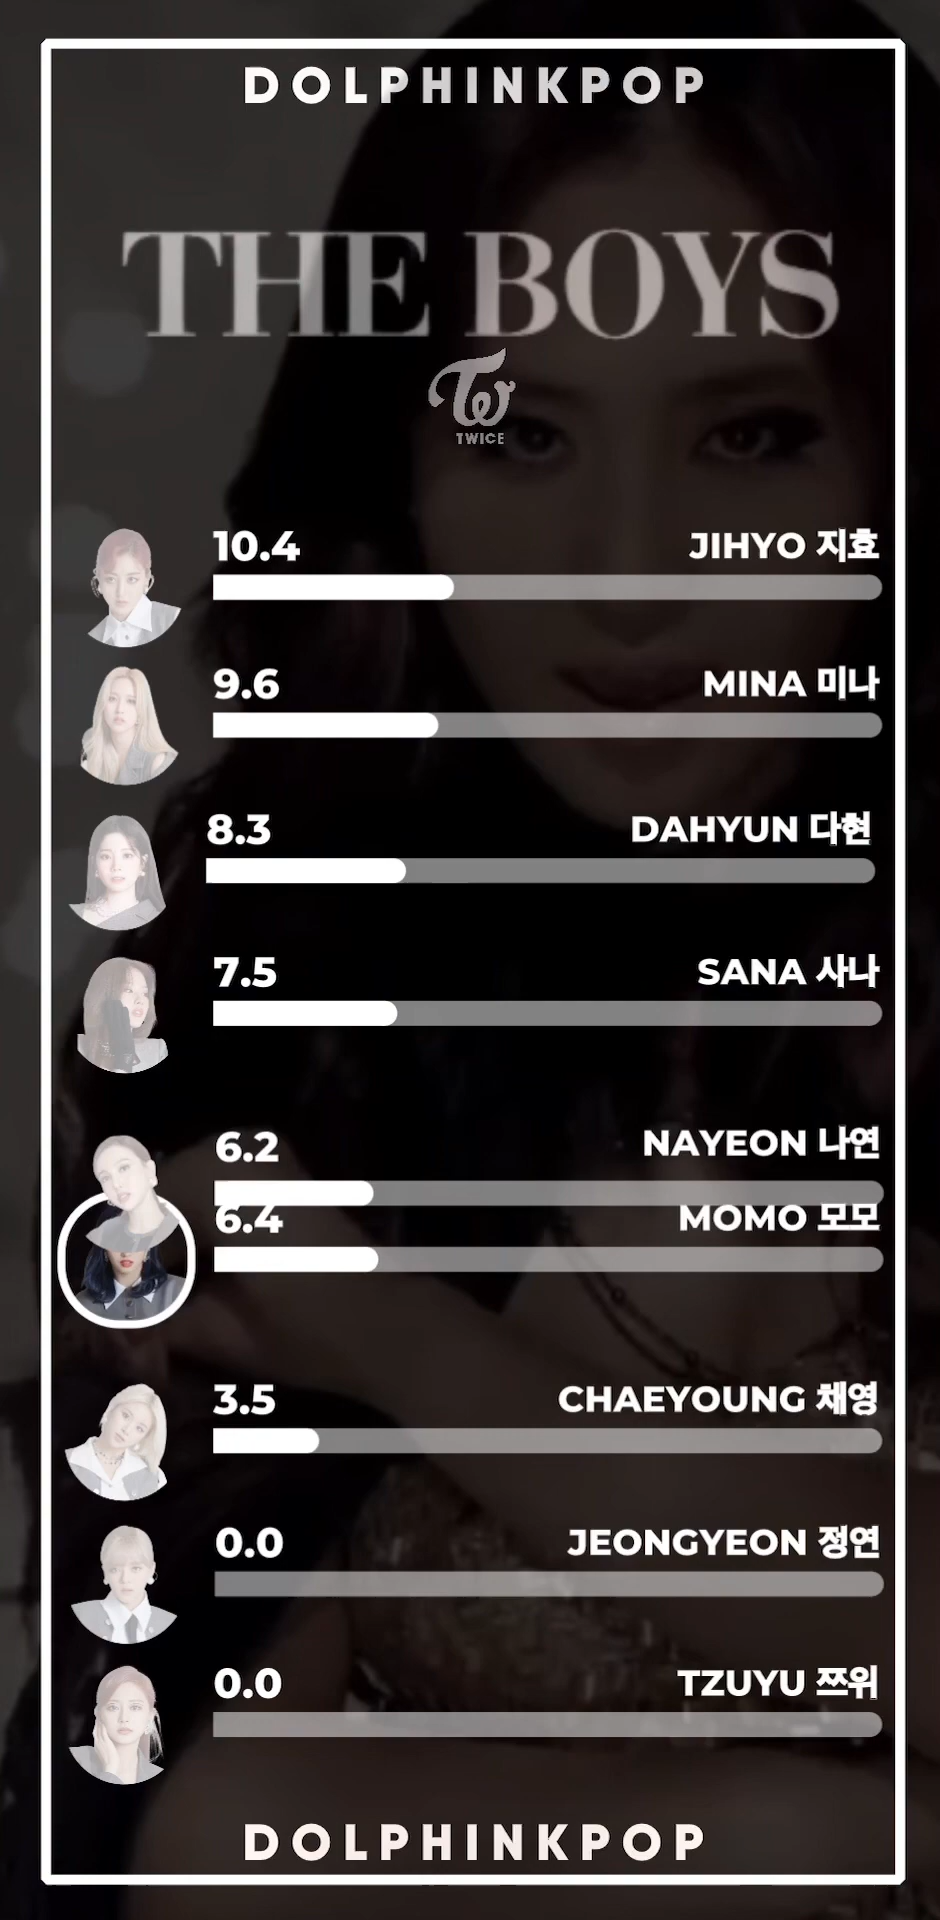 DOLPHINKPOP
THE BOYS
TWICE
10.4 JIHYO 지효
9.6 MINA 미나
8.3 DAHYUN 다현
7.5 SANA 사나
6.2 NAYEON 나연
6.4 MOMO 모모
3.5 CHAEYOUNG 채영
0.0 JEONGYEON 정연
0.0 TZUYU 쯔위
DOLPHINKPOP